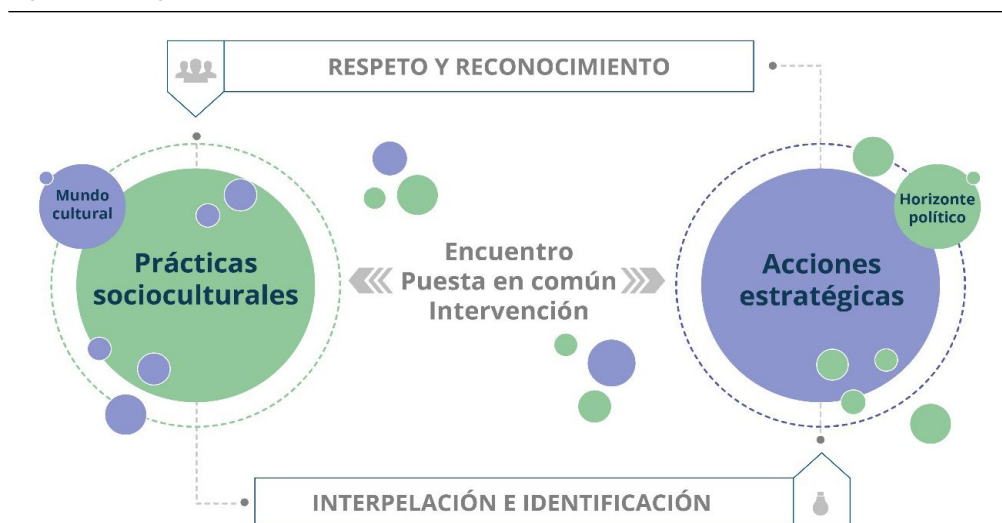 RESPETO Y RECONOCIMIENTO
Mundo
cultural
Prácticas
socioculturales
Encuentro
Puesta en común
Intervención
Horizonte
político
Acciones
estratégicas
INTERPELACIÓN E IDENTIFICACIÓN